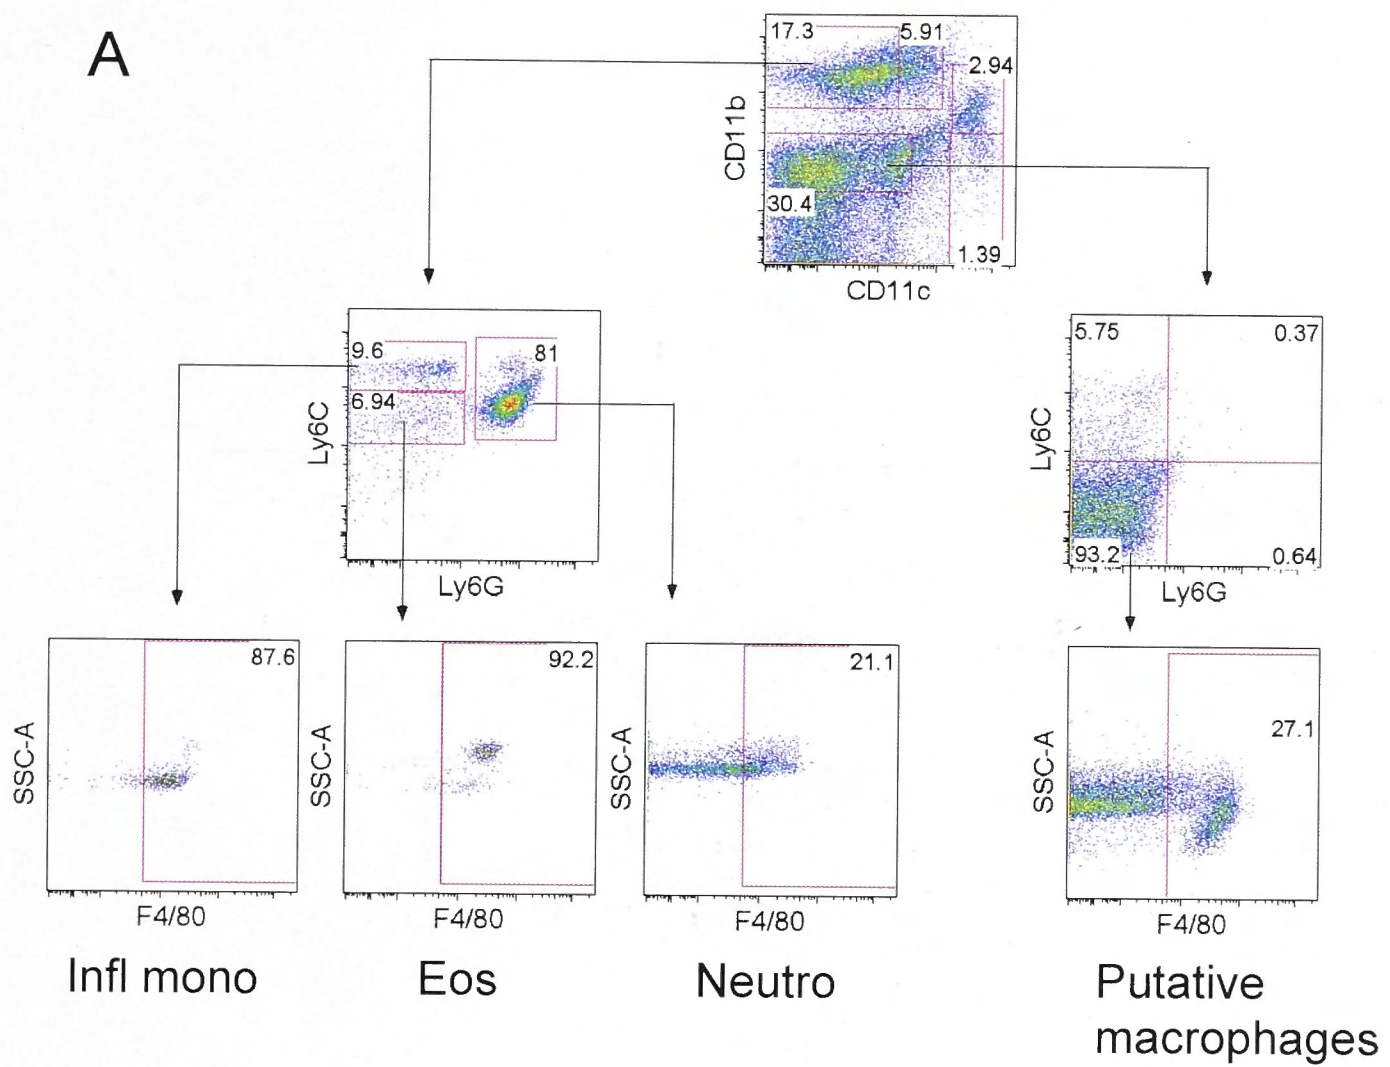 A
17.3
5.91
2.94
CD11b
30.4
1.39
CD11c
9.6
81
6.94
Ly6C
Ly6G
5.75
0.37
Ly6C
93.2
0.64
Ly6G
87.6
SSC-A
F4/80
92.2
SSC-A
F4/80
21.1
SSC-A
F4/80
27.1
SSC-A
F4/80
Infl mono
Eos
Neutro
Putative
macrophages